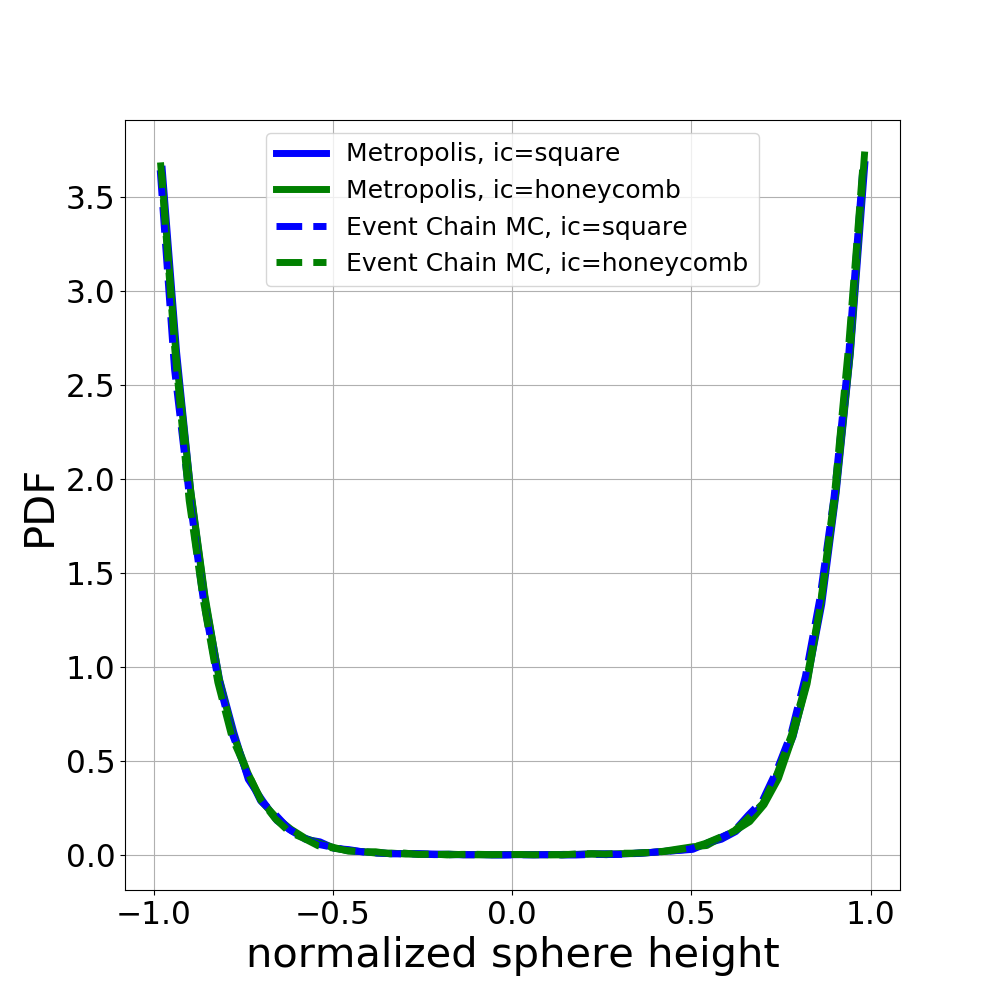 Metropolis, ic=square
Metropolis, ic=honeycomb
Event Chain MC, ic=square
Event Chain MC, ic=honeycomb
PDF
3.5
3.0
2.5
2.0
1.5
1.0
0.5
0.0
−1.0 −0.5 0.0 0.5 1.0
normalized sphere height